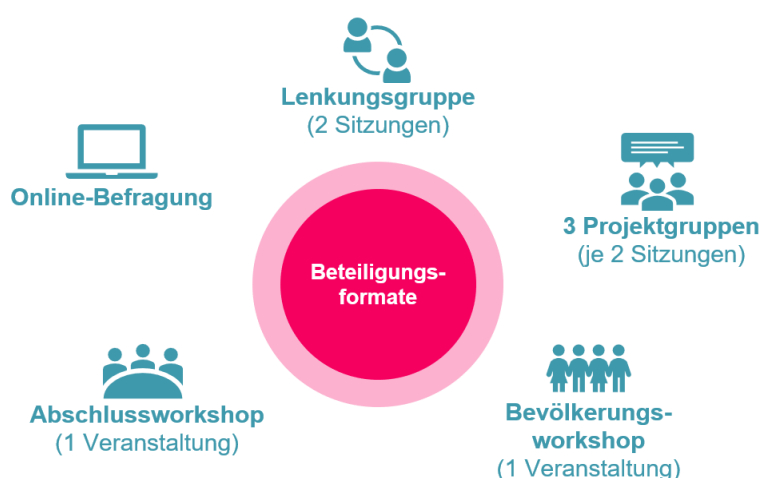 Lenkungsgruppe
(2 Sitzungen)
Online-Befragung
3 Projektgruppen
(je 2 Sitzungen)
Beteiligungs-
formate
Abschlussworkshop
(1 Veranstaltung)
Bevölkerungs-
workshop
(1 Veranstaltung)